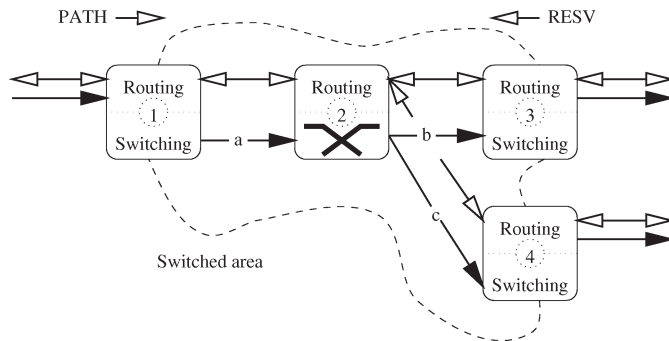 PATH
RESV
Routing
1
Switching
a
Routing
2
b
Routing
3
Switching
c
Routing
4
Switching
Switched area